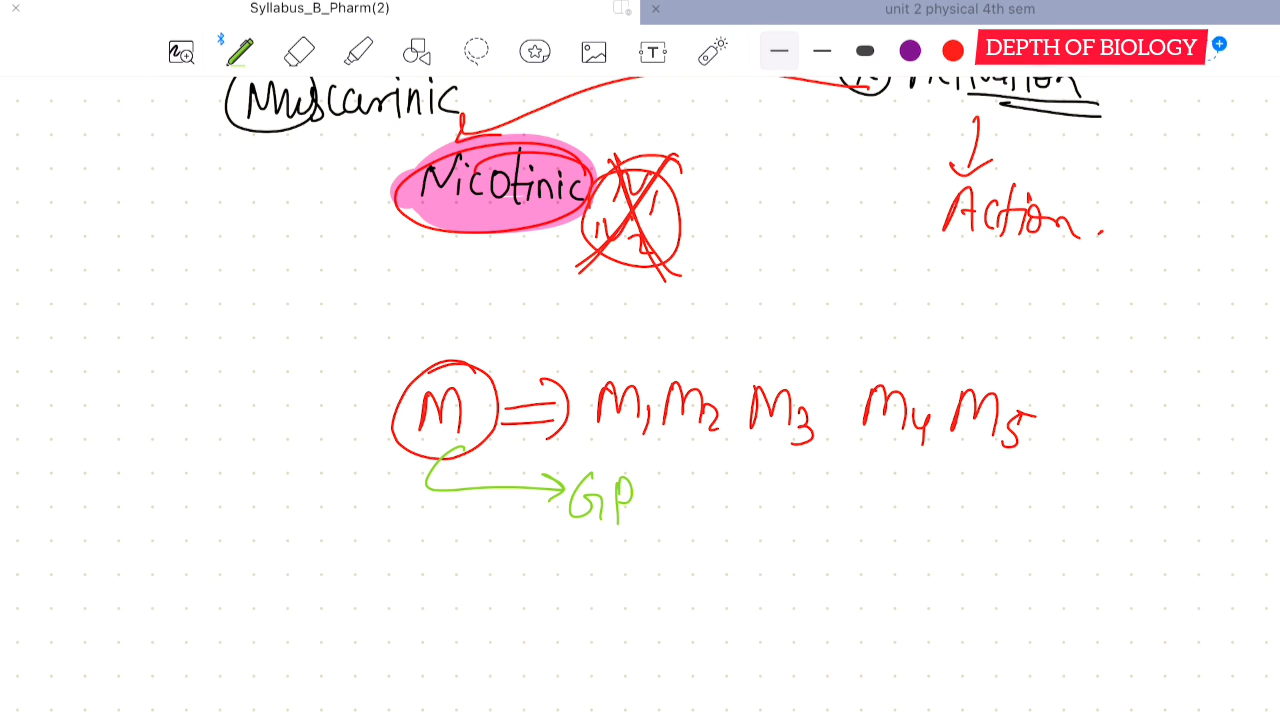 Syllabus_B_Pharm(2)
unit 2 physical 4th sem
DEPTH OF BIOLOGY
Muscarinic
Nicotinic
Action.
M ⇒ M1 M2 M3 M4 M5
GP